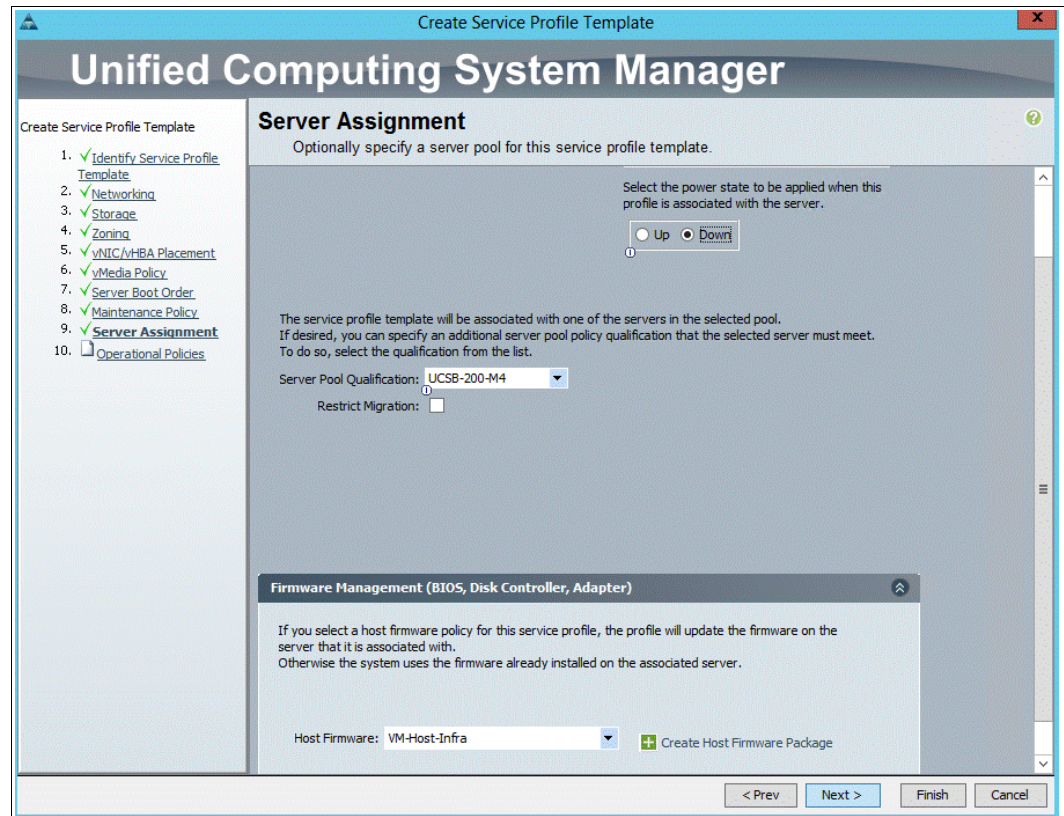 Create Service Profile Template
X
Unified Computing System Manager
Create Service Profile Template
1. Identify Service Profile
Template
2. Networking
3. Storage
4. Zoning
5. vNIC/vHBA Placement
6. vMedia Policy
7. Server Boot Order
8. Maintenance Policy
9. Server Assignment
10. Operational Policies
Server Assignment
?
Optionally specify a server pool for this service profile template.
Select the power state to be applied when this
profile is associated with the server.
Up Down
The service profile template will be associated with one of the servers in the selected pool.
If desired, you can specify an additional server pool policy qualification that the selected server must meet.
To do so, select the qualification from the list.
Server Pool Qualification: UCSB-200-M4
Restrict Migration:
Firmware Management (BIOS, Disk Controller, Adapter)
If you select a host firmware policy for this service profile, the profile will update the firmware on the
server that it is associated with.
Otherwise the system uses the firmware already installed on the associated server.
Host Firmware: VM-Host-Infra
Create Host Firmware Package
< Prev Next > Finish Cancel